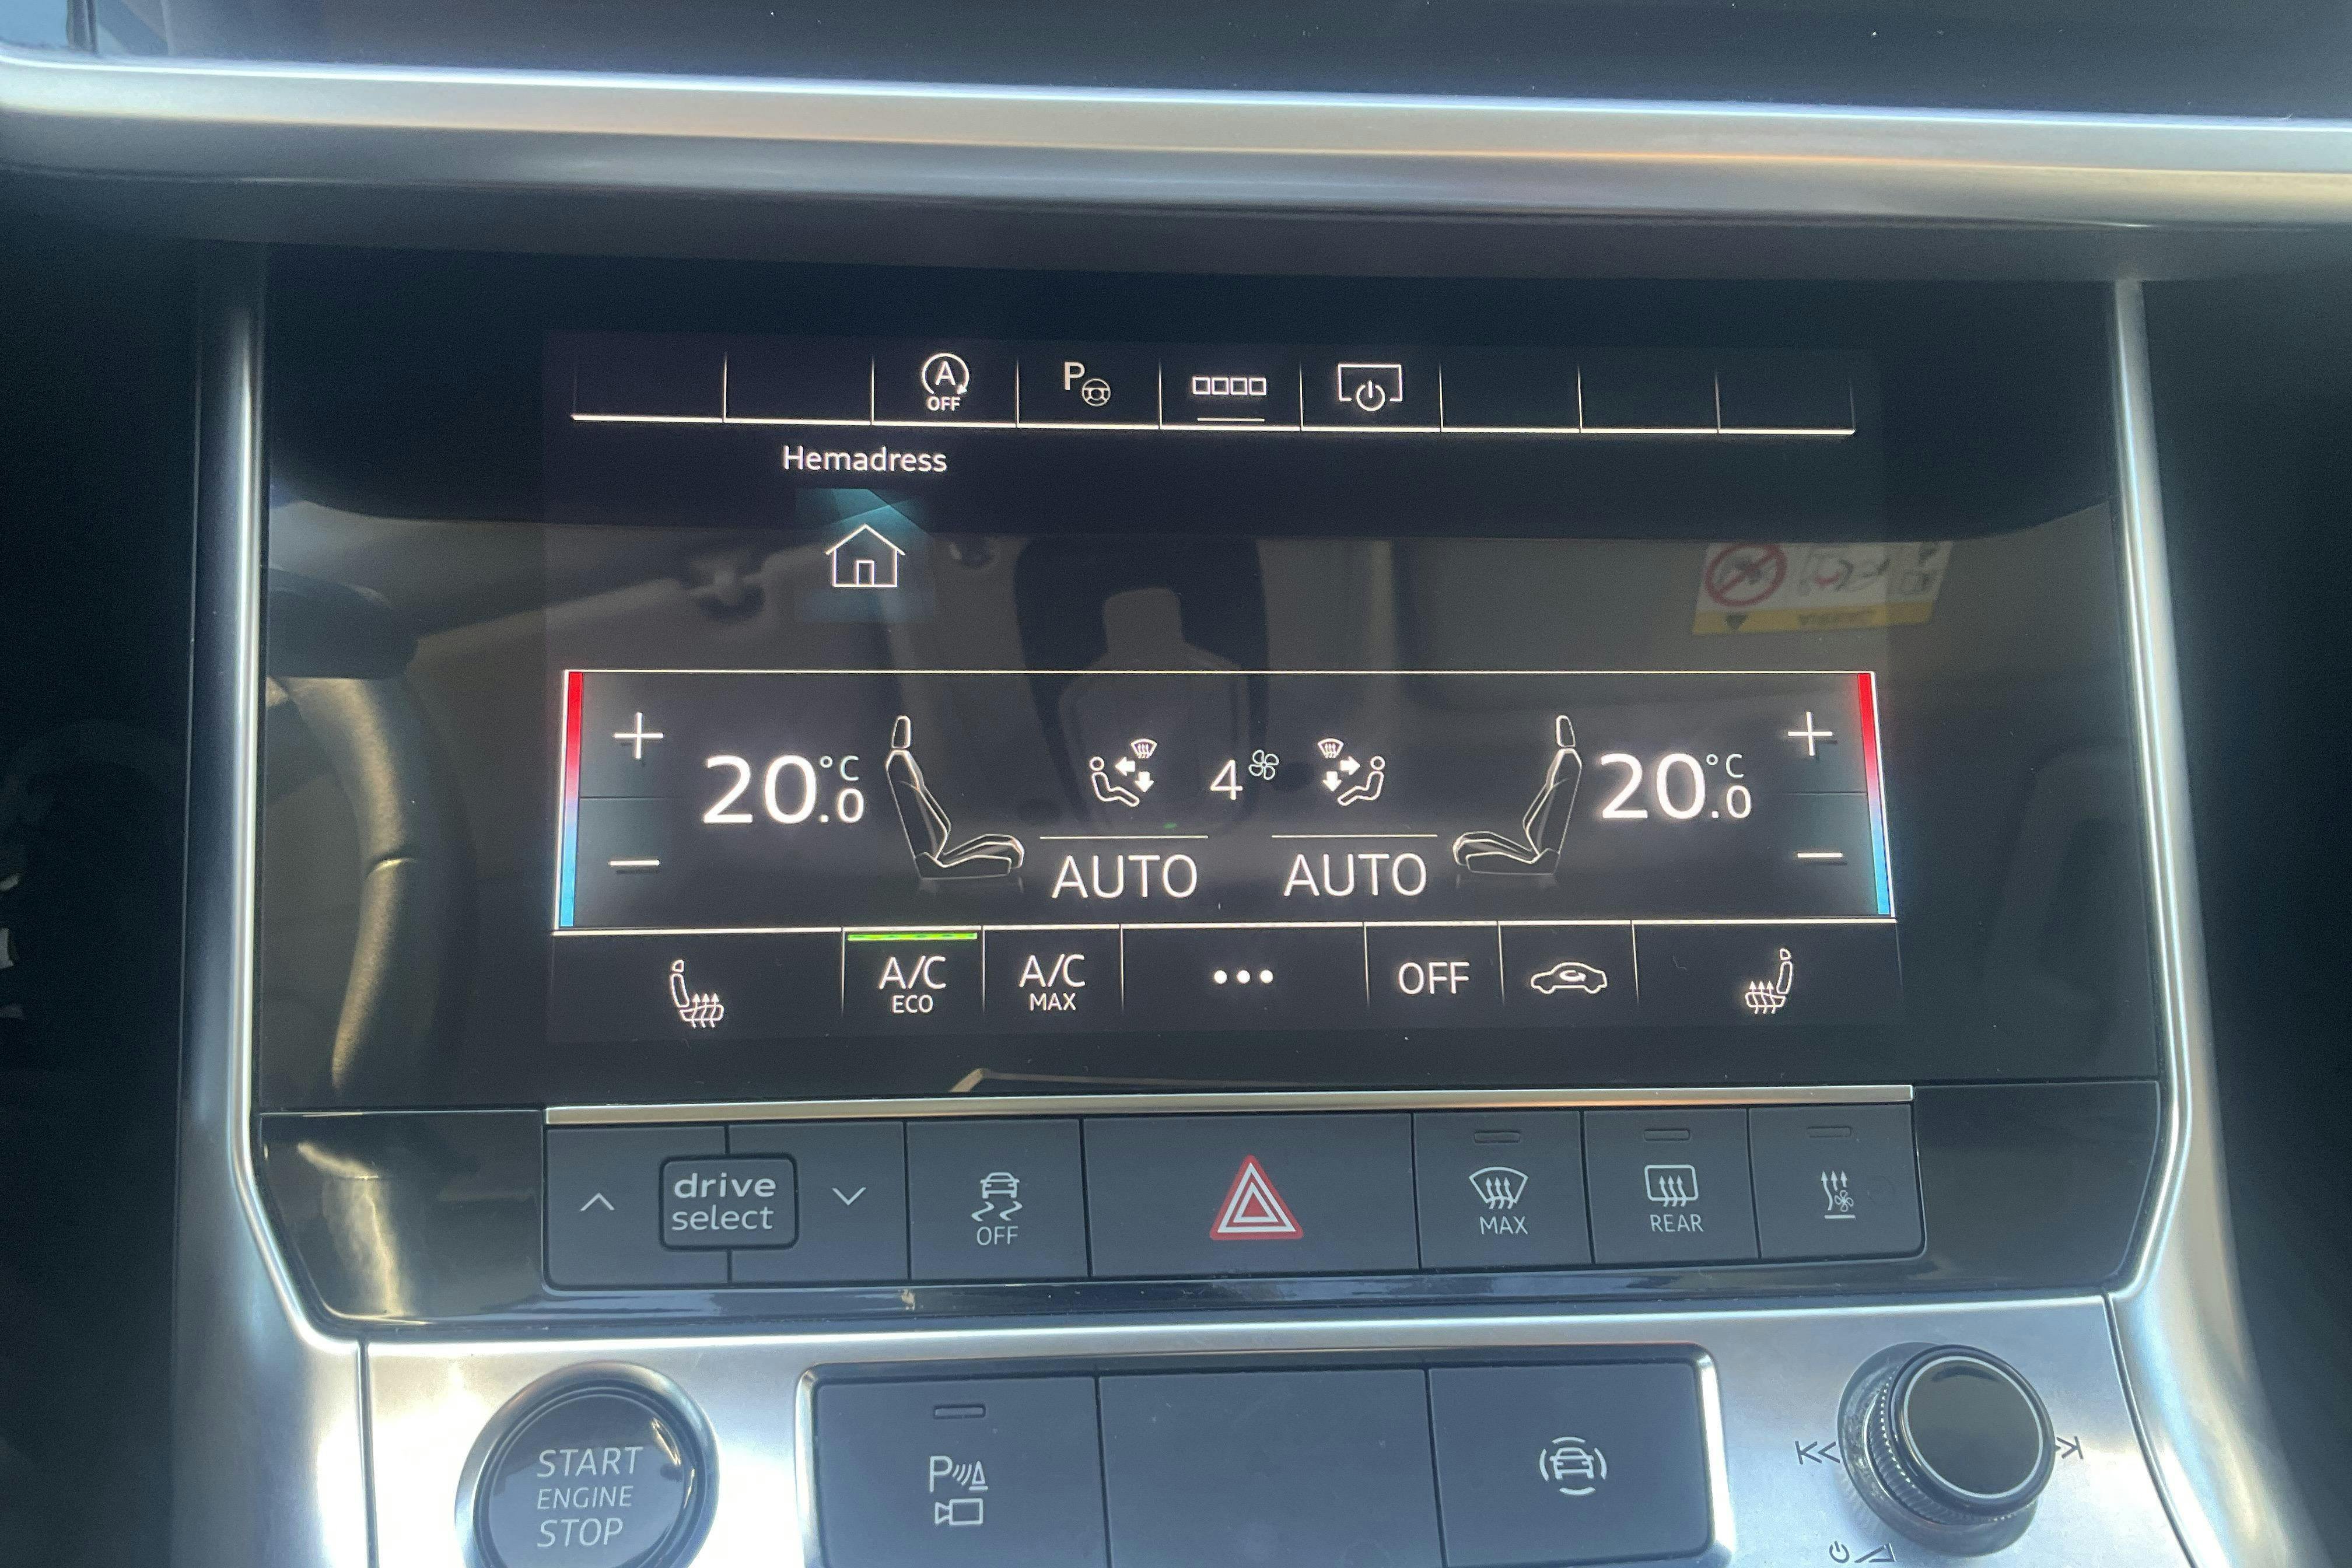 A
OFF
P
Hemadress
20.0 °C
4
20.0 °C
AUTO AUTO
A/C
ECO
A/C
MAX
OFF
drive
select
OFF
MAX
REAR
START
ENGINE
STOP
P